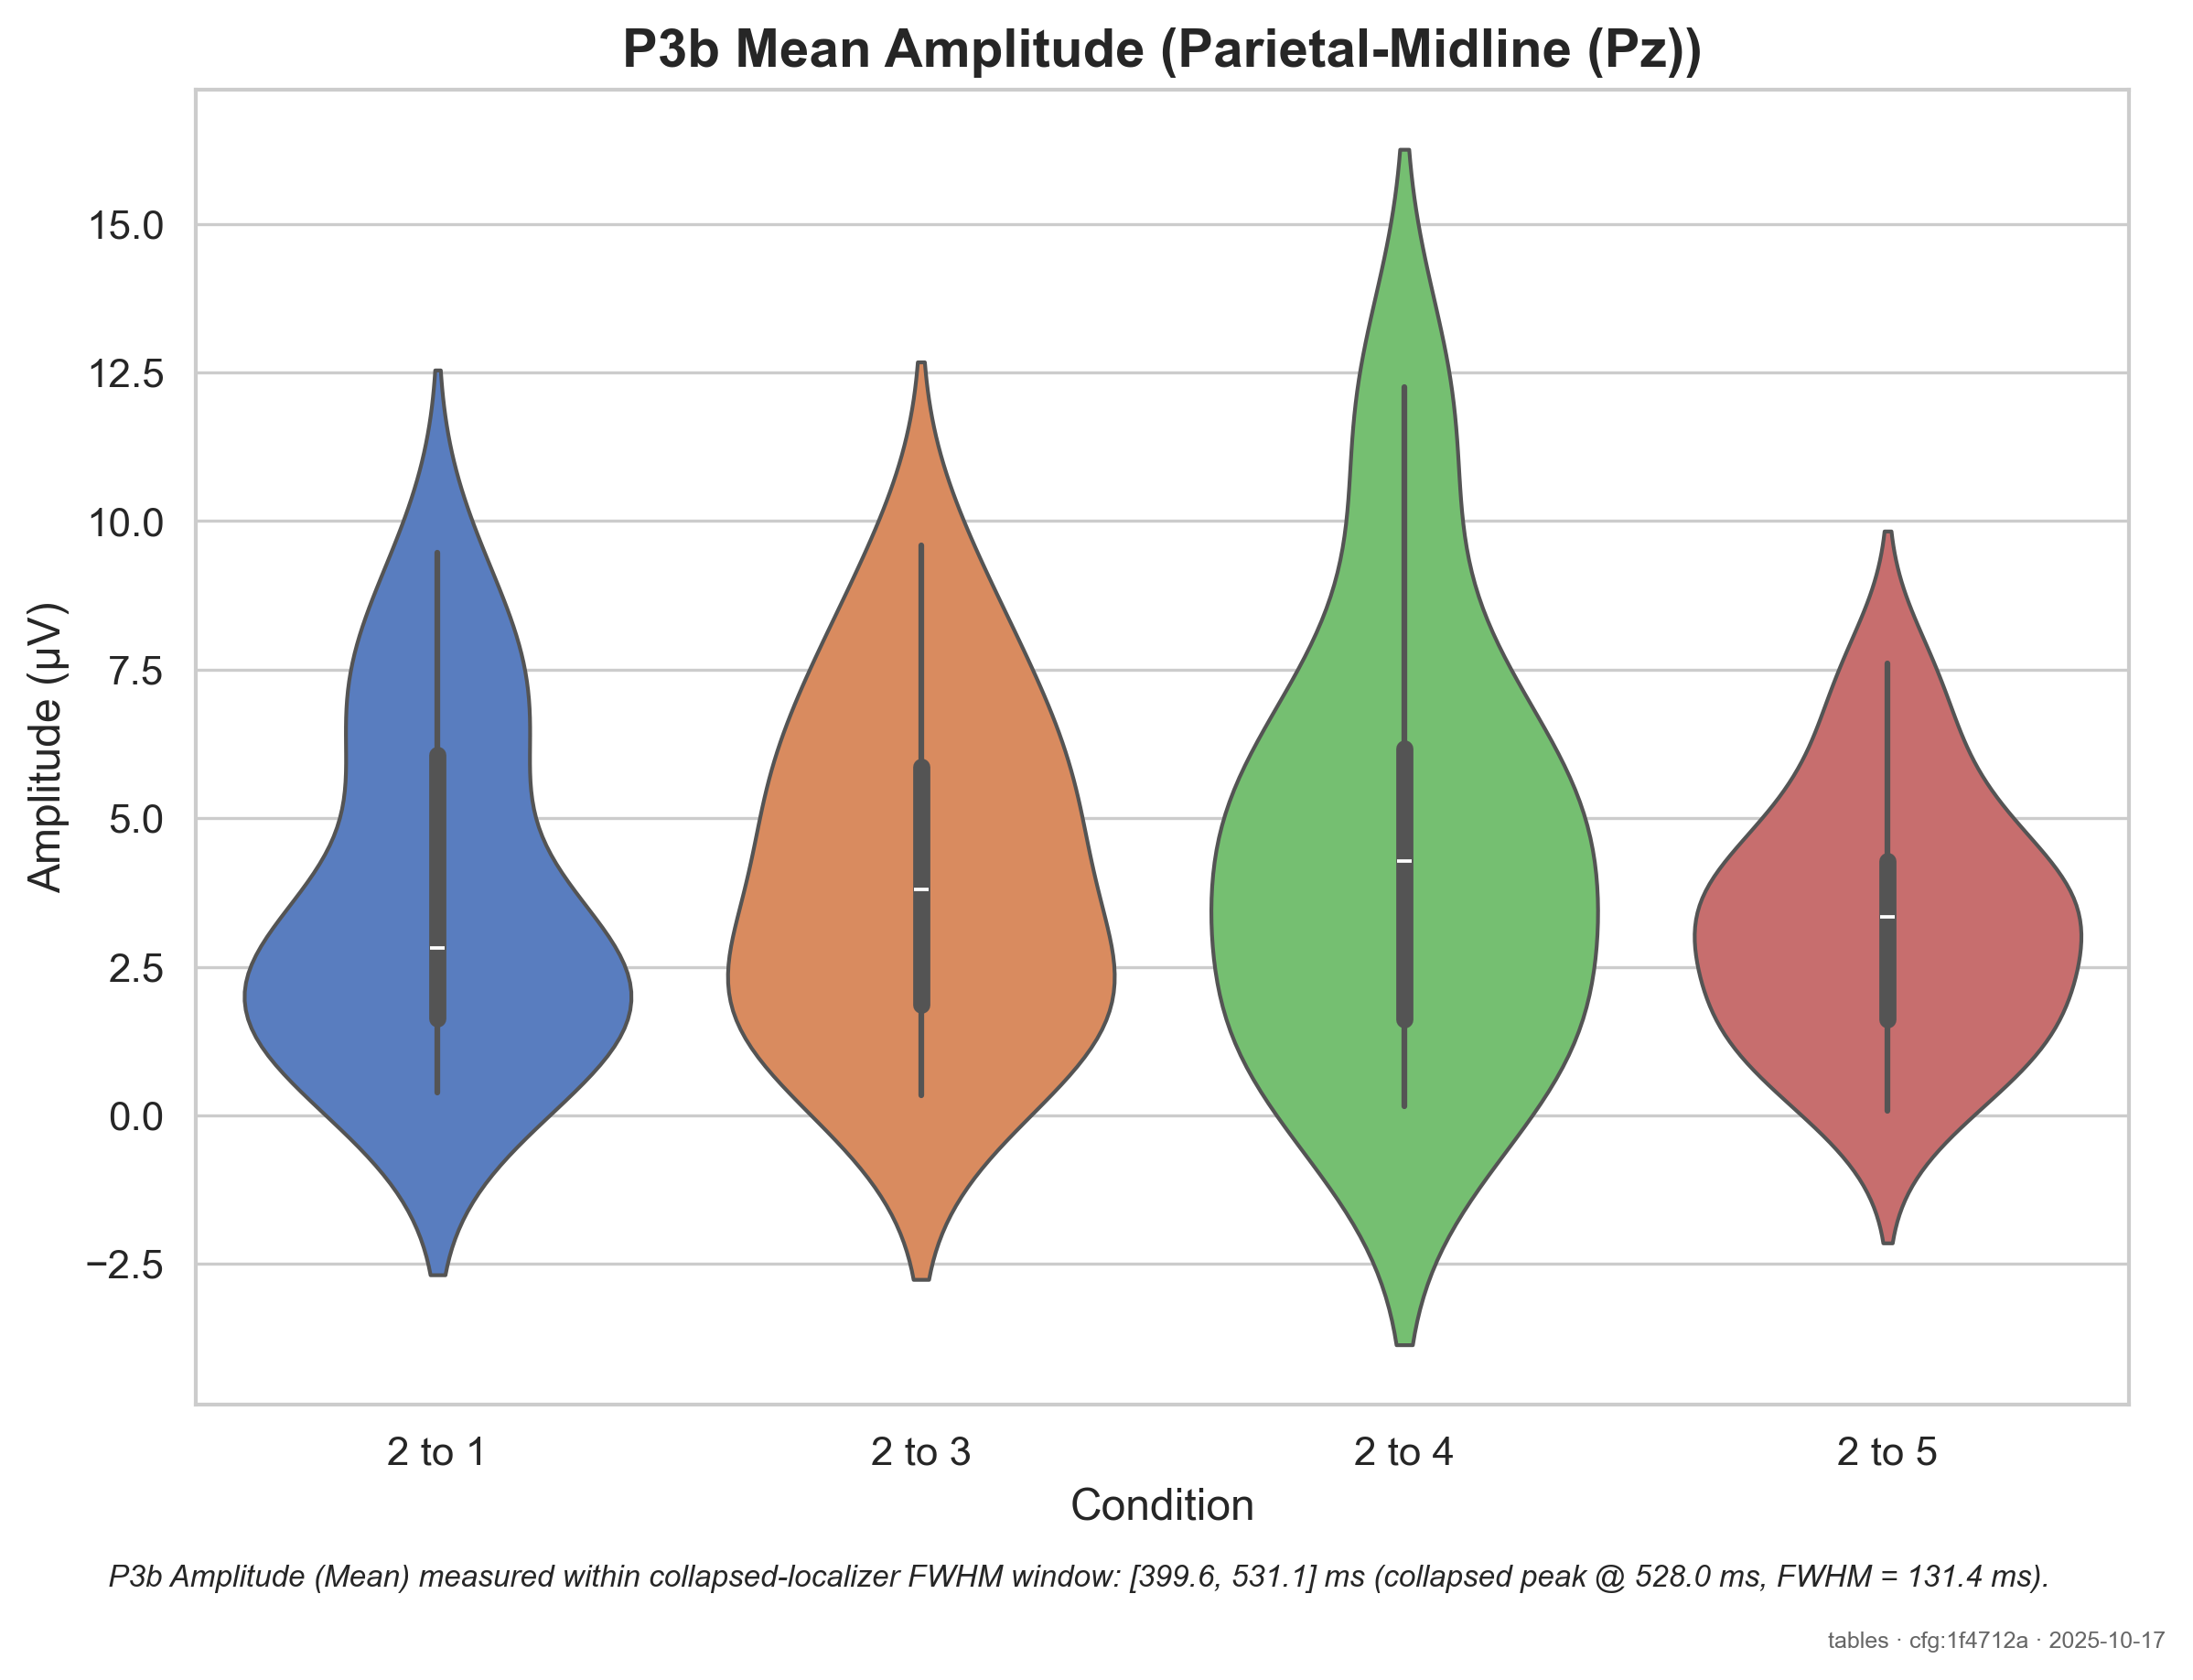 P3b Mean Amplitude (Parietal-Midline (Pz))
Amplitude (µV)
15.0
12.5
10.0
7.5
5.0
2.5
0.0
−2.5
2 to 1
2 to 3
2 to 4
2 to 5
Condition
P3b Amplitude (Mean) measured within collapsed-localizer FWHM window: [399.6, 531.1] ms (collapsed peak @ 528.0 ms, FWHM = 131.4 ms).
tables · cfg:1f4712a · 2025-10-17